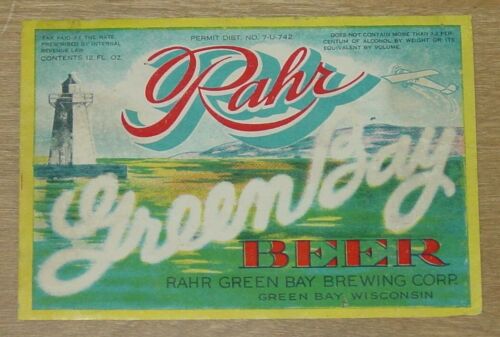 TAX PAID AT THE RATE
PRESCRIBED BY INTERNAL
REVENUE LAW
CONTENTS 12 FL. OZ.
PERMIT DIST. NO. 7-U-742
DOES NOT CONTAIN MORE THAN 3.2 PER
CENTUM OF ALCOHOL BY WEIGHT OR ITS
EQUIVALENT BY VOLUME
Rahr
Green Bay
BEER
RAHR GREEN BAY BREWING CORP.
GREEN BAY, WISCONSIN